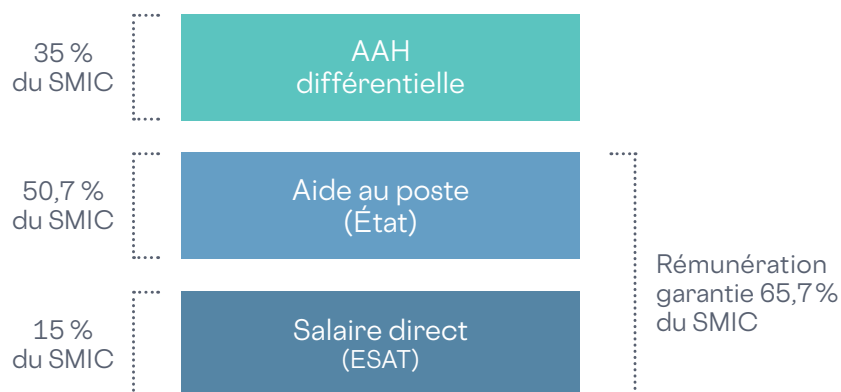 35 %
du SMIC
AAH
différentielle
50,7 %
du SMIC
Aide au poste
(État)
Rémunération
garantie 65,7 %
du SMIC
15 %
du SMIC
Salaire direct
(ESAT)